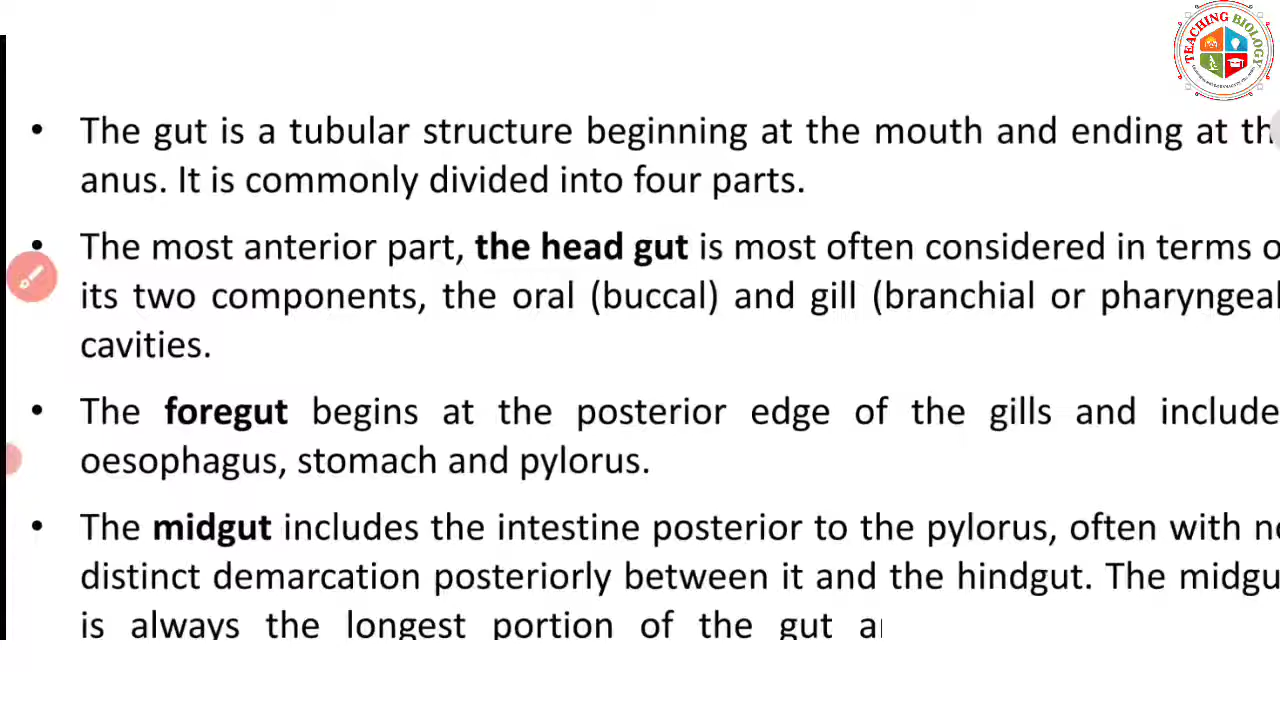 TEACHING BIOLOGY
• The gut is a tubular structure beginning at the mouth and ending at th
anus. It is commonly divided into four parts.
• The most anterior part, the head gut is most often considered in terms o
its two components, the oral (buccal) and gill (branchial or pharyngeal
cavities.
• The foregut begins at the posterior edge of the gills and include
oesophagus, stomach and pylorus.
• The midgut includes the intestine posterior to the pylorus, often with no
distinct demarcation posteriorly between it and the hindgut. The midgu
is always the longest portion of the gut a